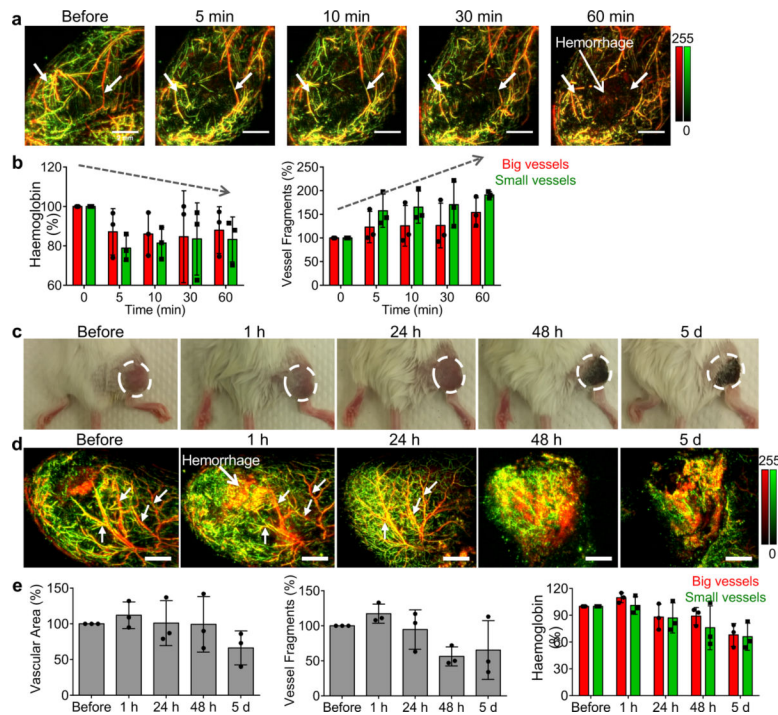 a
Before 5 min 10 min 30 min 60 min
Hemorrhage
255
0
b
Haemoglobin (%)
120
100
80
60
0 5 10 30 60
Time (min)
Vessel Fragments (%)
250
200
150
100
50
0
0 5 10 30 60
Time (min)
Big vessels
Small vessels
c
Before 1 h 24 h 48 h 5 d
d
Before 1 h 24 h 48 h 5 d
Hemorrhage
255
0
e
Vascular Area (%)
150
100
50
0
Before 1 h 24 h 48 h 5 d
Vessel Fragments (%)
150
100
50
0
Before 1 h 24 h 48 h 5 d
Haemoglobin (%)
120
90
60
30
0
Before 1 h 24 h 48 h 5 d
Big vessels
Small vessels